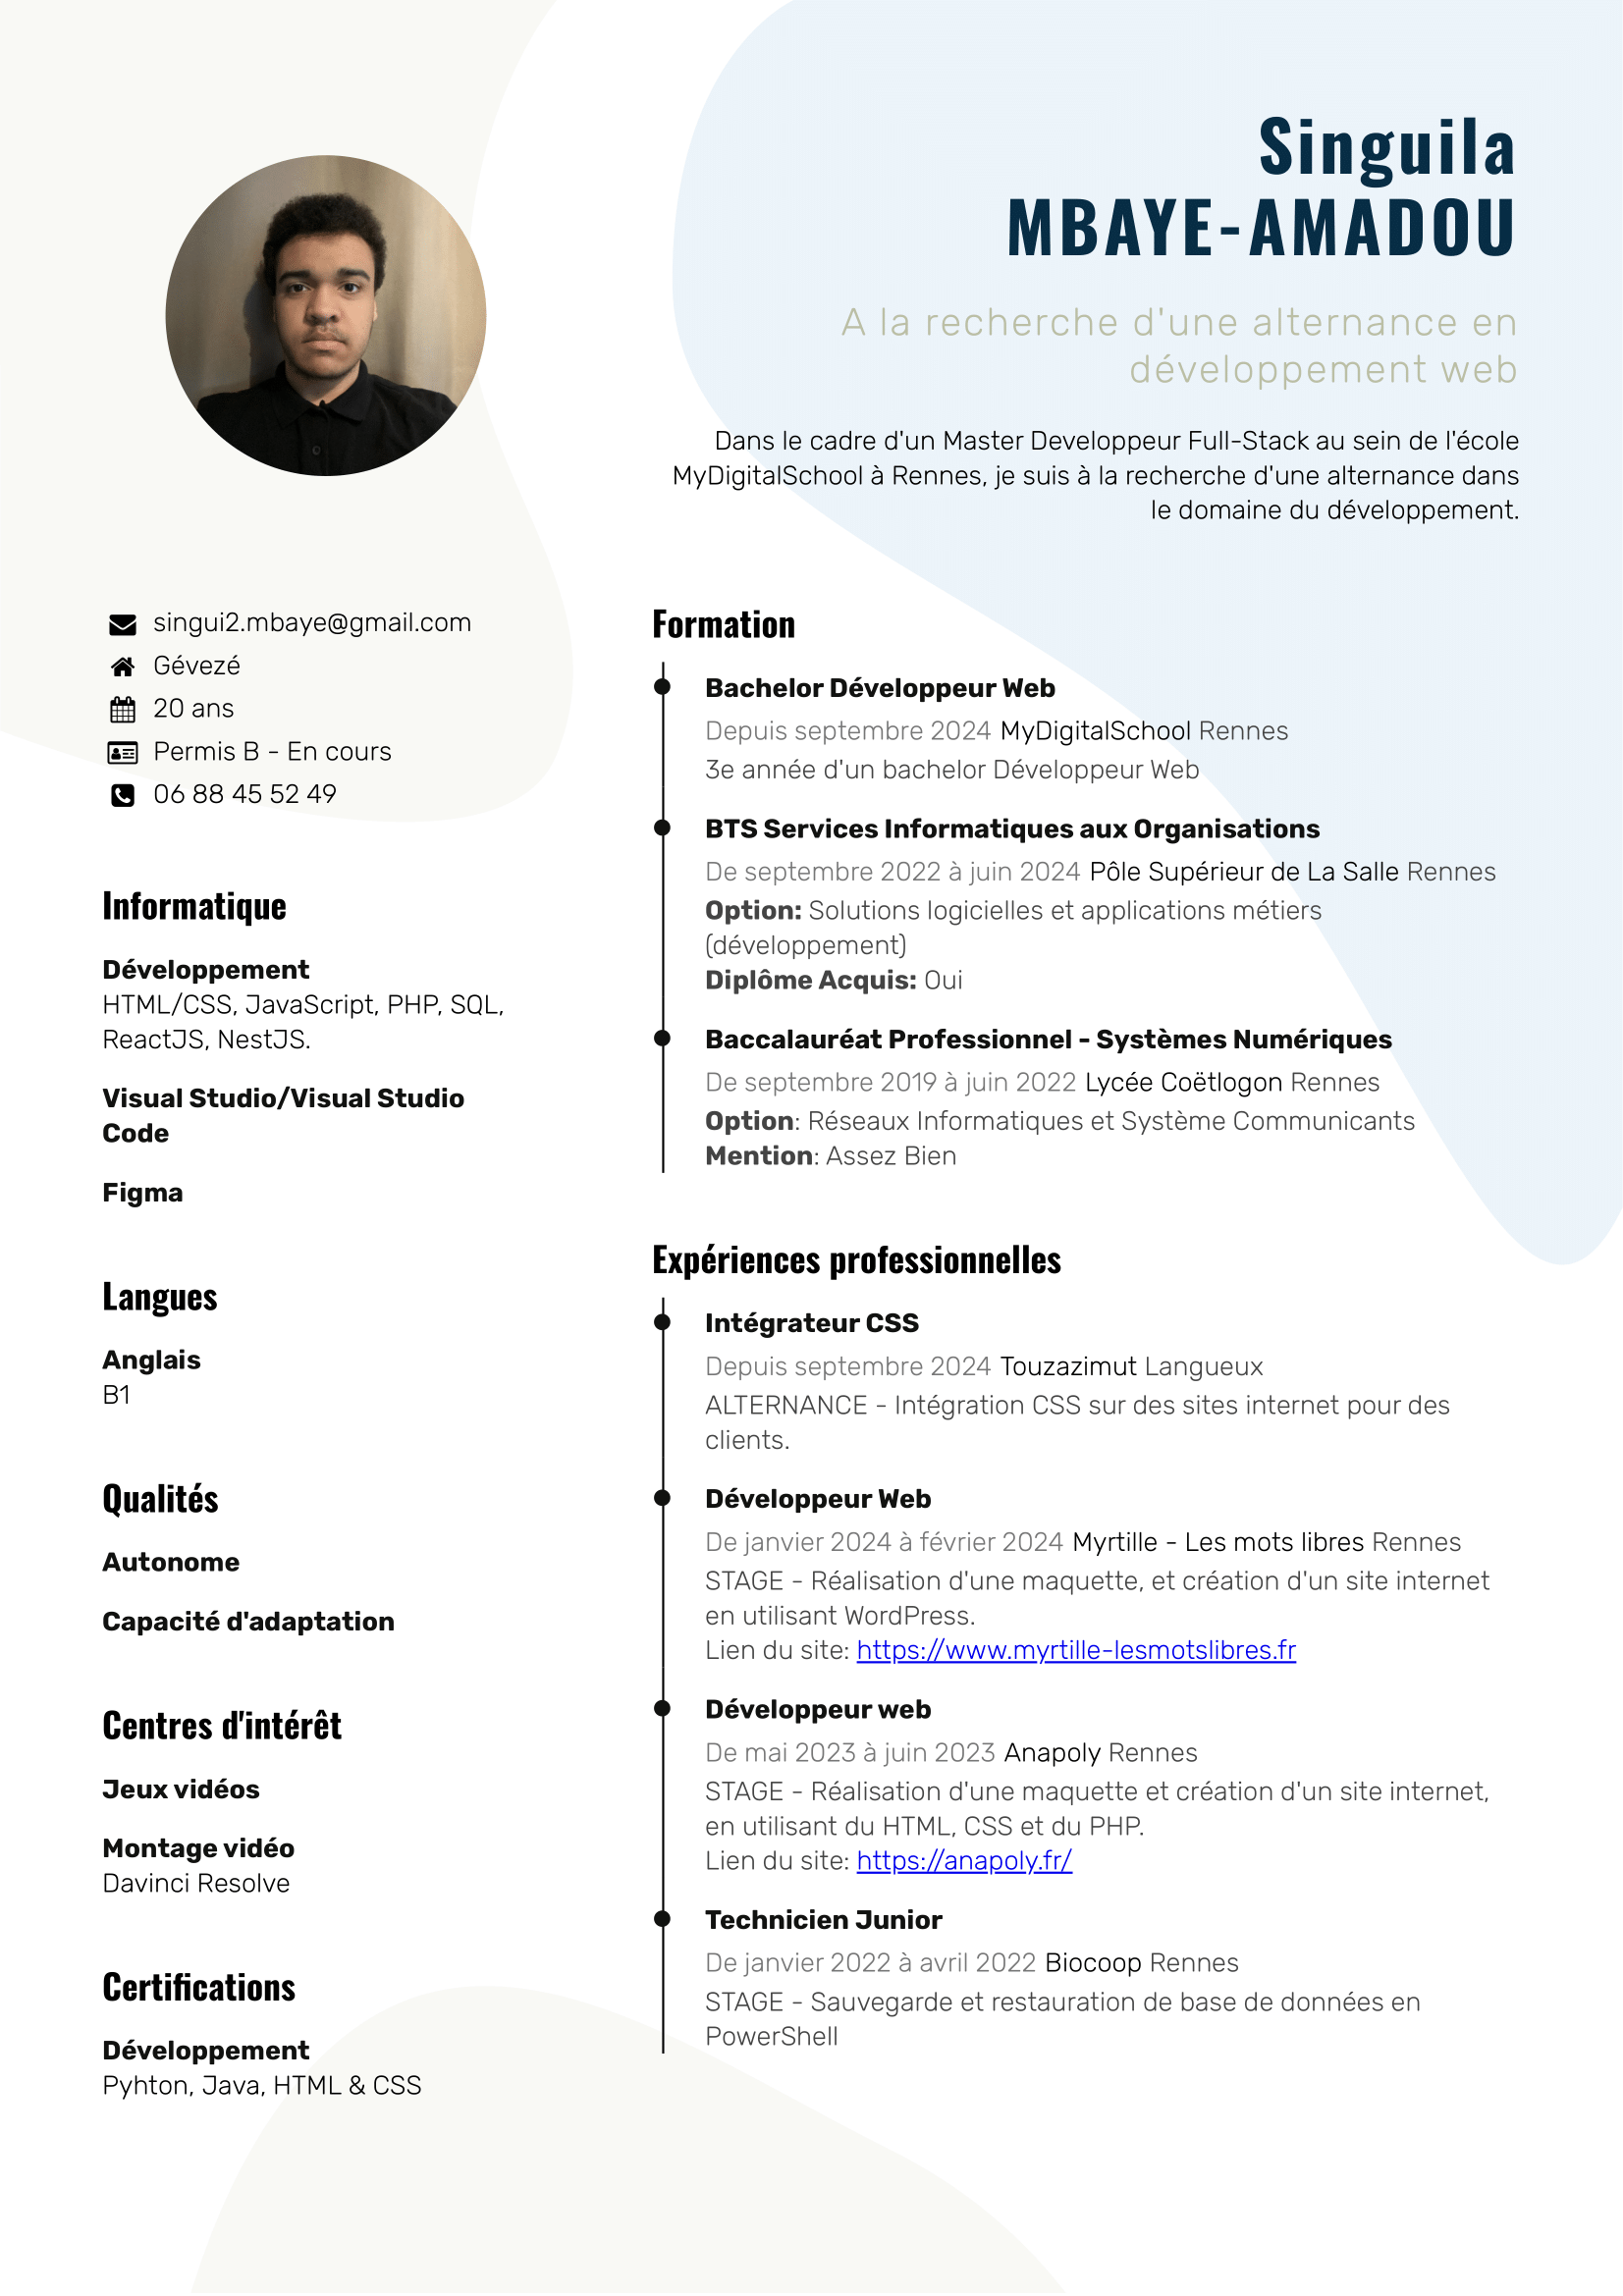 Singuila
MBAYE-AMADOU
A la recherche d'une alternance en
développement web
Dans le cadre d'un Master Developpeur Full-Stack au sein de l'école
MyDigitalSchool à Rennes, je suis à la recherche d'une alternance dans
le domaine du développement.
singui2.mbaye@gmail.com
Gévezé
20 ans
Permis B - En cours
06 88 45 52 49
Informatique
Développement
HTML/CSS, JavaScript, PHP, SQL,
ReactJS, NestJS.
Visual Studio/Visual Studio
Code
Figma
Langues
Anglais
B1
Qualités
Autonome
Capacité d'adaptation
Centres d'intérêt
Jeux vidéos
Montage vidéo
Davinci Resolve
Certifications
Développement
Pyhton, Java, HTML & CSS
Formation
Bachelor Développeur Web
Depuis septembre 2024 MyDigitalSchool Rennes
3e année d'un bachelor Développeur Web
BTS Services Informatiques aux Organisations
De septembre 2022 à juin 2024 Pôle Supérieur de La Salle Rennes
Option: Solutions logicielles et applications métiers
(développement)
Diplôme Acquis: Oui
Baccalauréat Professionnel - Systèmes Numériques
De septembre 2019 à juin 2022 Lycée Coëtlogon Rennes
Option: Réseaux Informatiques et Système Communicants
Mention: Assez Bien
Expériences professionnelles
Intégrateur CSS
Depuis septembre 2024 Touzazimut Langueux
ALTERNANCE - Intégration CSS sur des sites internet pour des
clients.
Développeur Web
De janvier 2024 à février 2024 Myrtille - Les mots libres Rennes
STAGE - Réalisation d'une maquette, et création d'un site internet
en utilisant WordPress.
Lien du site: https://www.myrtille-lesmotslibres.fr
Développeur web
De mai 2023 à juin 2023 Anapoly Rennes
STAGE - Réalisation d'une maquette et création d'un site internet,
en utilisant du HTML, CSS et du PHP.
Lien du site: https://anapoly.fr/
Technicien Junior
De janvier 2022 à avril 2022 Biocoop Rennes
STAGE - Sauvegarde et restauration de base de données en
PowerShell